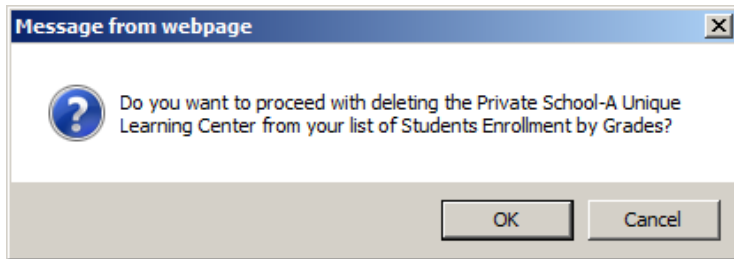 Message from webpage
Do you want to proceed with deleting the Private School-A Unique
Learning Center from your list of Students Enrollment by Grades?
OK
Cancel